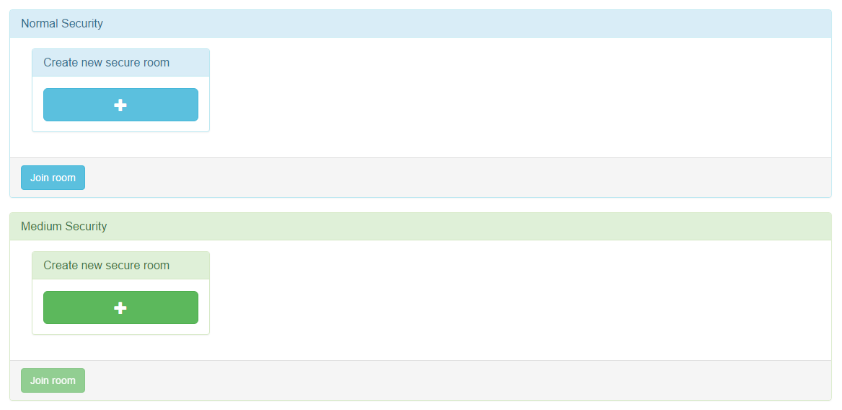 Normal Security
Create new secure room
Join room
Medium Security
Create new secure room
Join room